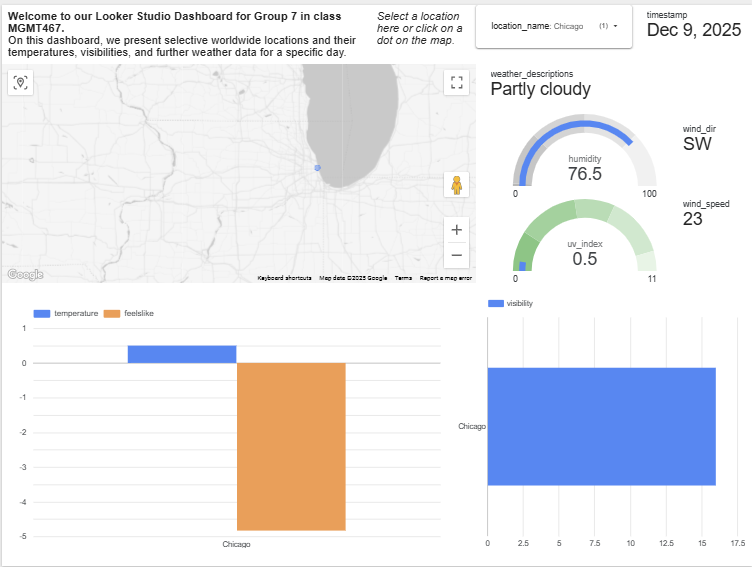 Welcome to our Looker Studio Dashboard for Group 7 in class
MGMT467.
On this dashboard, we present selective worldwide locations and their
temperatures, visibilities, and further weather data for a specific day.
Select a location
here or click on a
dot on the map.
location_name: Chicago (1)
timestamp
Dec 9, 2025
weather_descriptions
Partly cloudy
humidity
76.5
0 100
wind_dir
SW
wind_speed
23
uv_index
0.5
0 11
Google
Keyboard shortcuts Map data ©2025 Google Terms Report a map error
temperature feelslike
1
0
-1
-2
-3
-4
-5
Chicago
visibility
Chicago
0 2.5 5 7.5 10 12.5 15 17.5